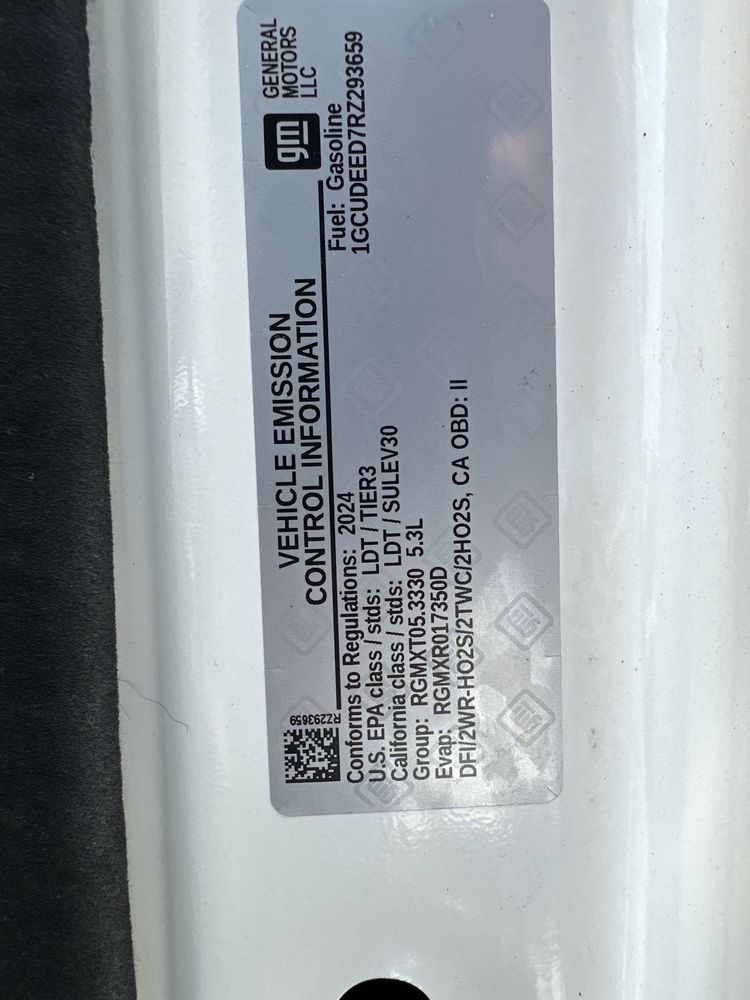 gm
GENERAL
MOTORS
LLC
VEHICLE EMISSION
CONTROL INFORMATION
Fuel: Gasoline
1GCUDEED7RZ293659
RZ293659
Conforms to Regulations: 2024
U.S. EPA class / stds: LDT / TIER3
California class / stds: LDT / SULEV30
Group: RGMXT05.3330 5.3L
Evap: RGMXR017350D
DFI/2WR-HO2S/2TWC/2HO2S, CA OBD: II